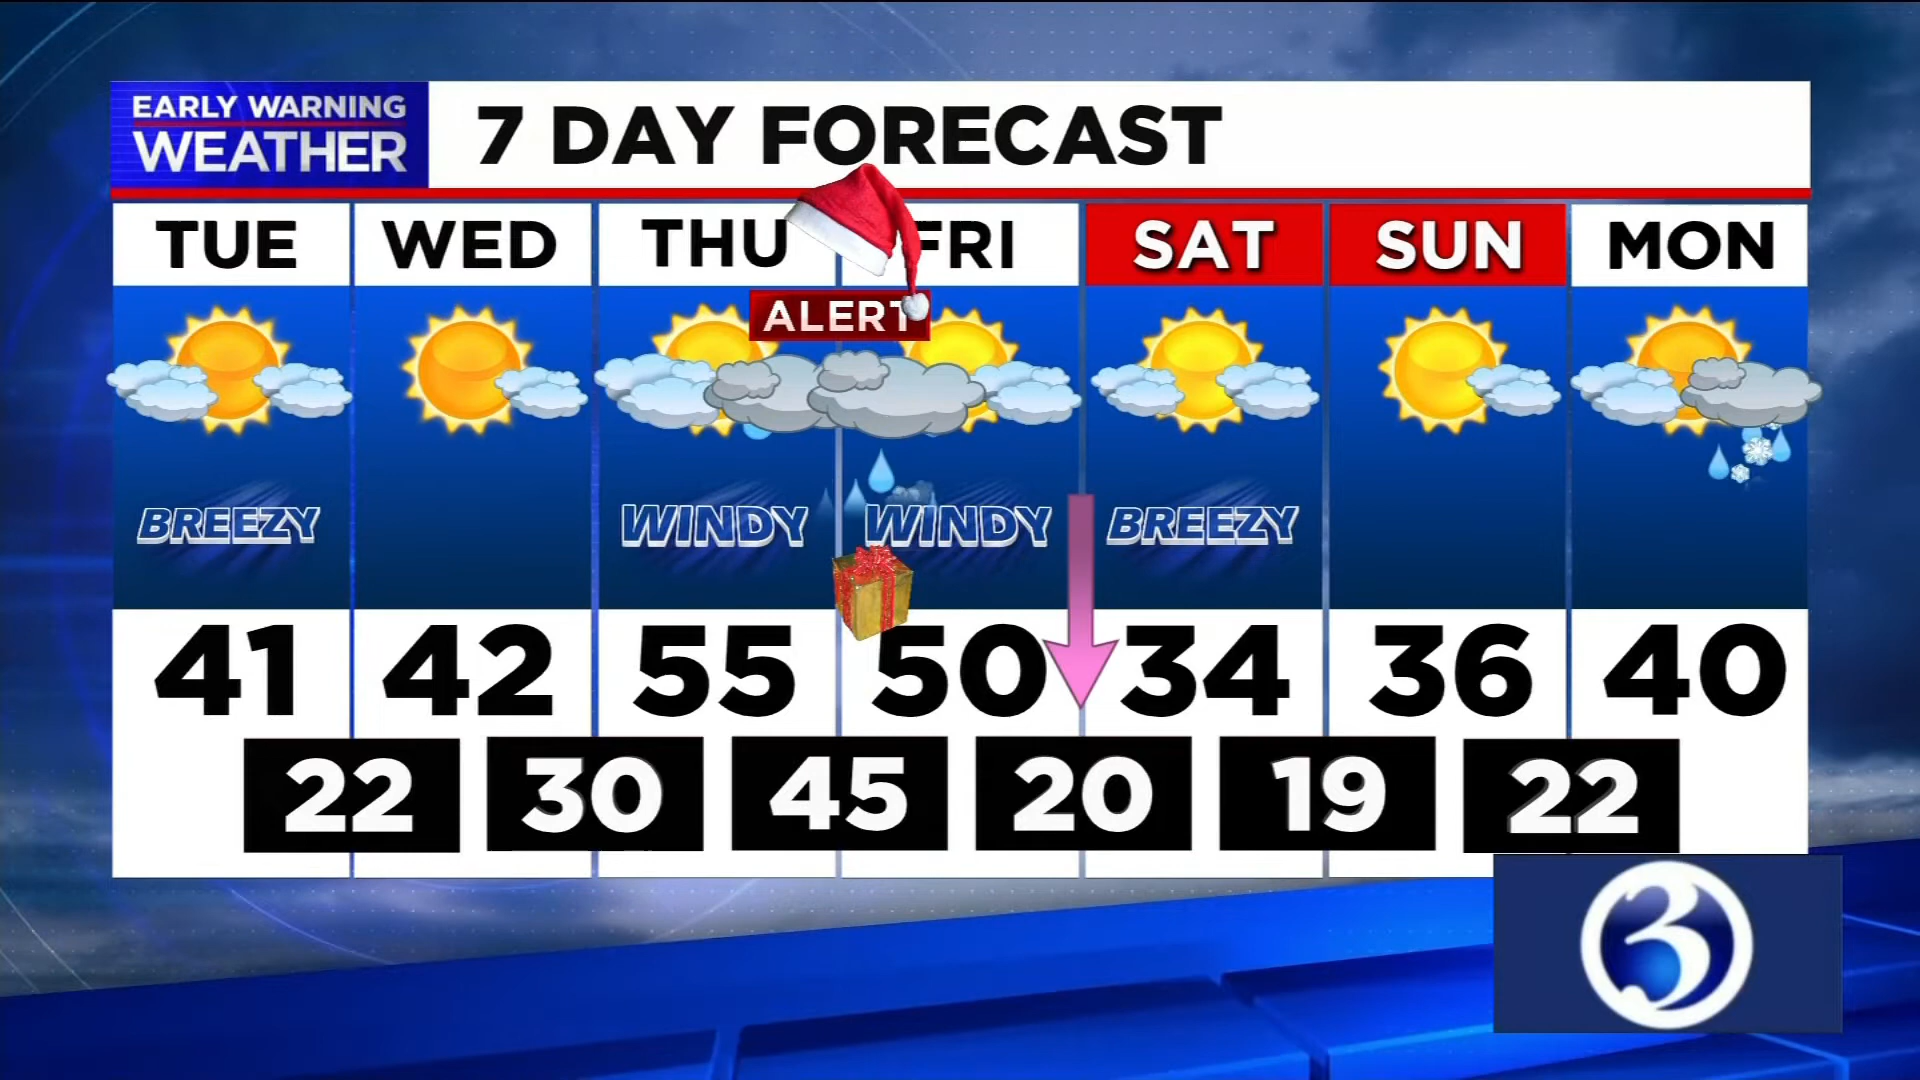 EARLY WARNING
WEATHER
7 DAY FORECAST
TUE WED THU FRI SAT SUN MON
ALERT
BREEZY WINDY WINDY BREEZY
41 42 55 50 34 36 40
22 30 45 20 19 22
3